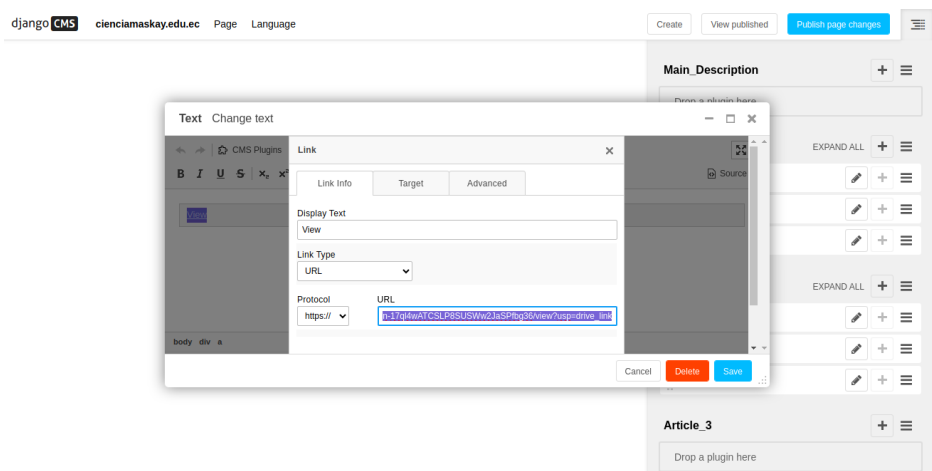 django CMS cienciamaskay.edu.ec Page Language Create View published Publish page changes
Main_Description
Drop a plugin here
Text Change text
CMS Plugins
Link
EXPAND ALL
B I U S x₂ x²
Source
Link Info Target Advanced
Display Text
View
View
Link Type
URL
Protocol URL
https:// n-17ql4wATCSLP8SUSWw2JaSPfbg36/view?usp=drive_link
EXPAND ALL
body div a
Cancel Delete Save
Article_3
Drop a plugin here